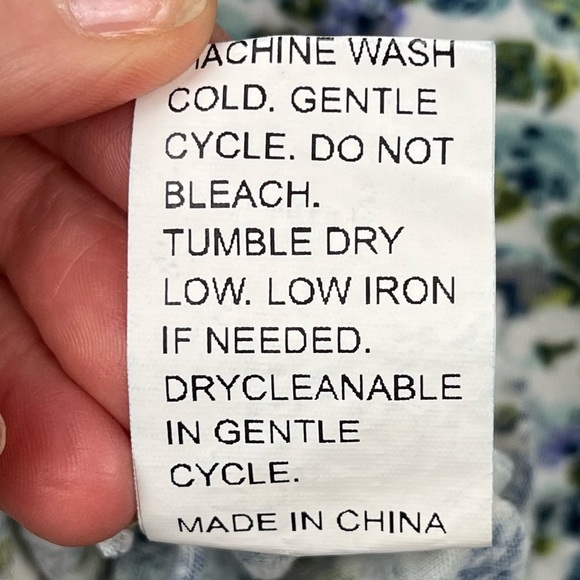 MACHINE WASH
COLD. GENTLE
CYCLE. DO NOT
BLEACH.
TUMBLE DRY
LOW. LOW IRON
IF NEEDED.
DRYCLEANABLE
IN GENTLE
CYCLE.
MADE IN CHINA